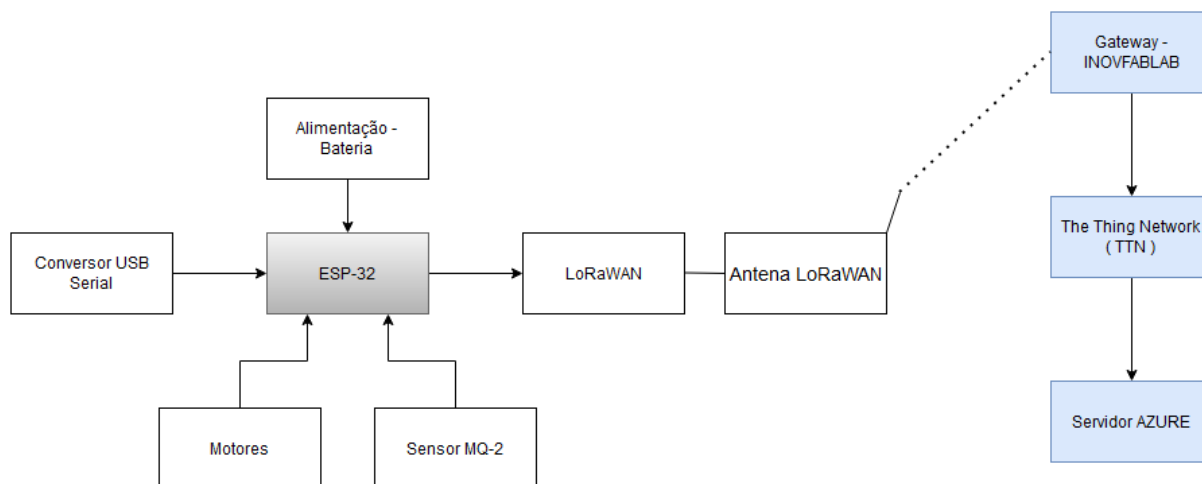 Gateway -
INOVFABLAB
Alimentação -
Bateria
The Thing Network
( TTN )
Conversor USB
Serial
ESP-32
LoRaWAN
Antena LoRaWAN
Motores
Sensor MQ-2
Servidor AZURE